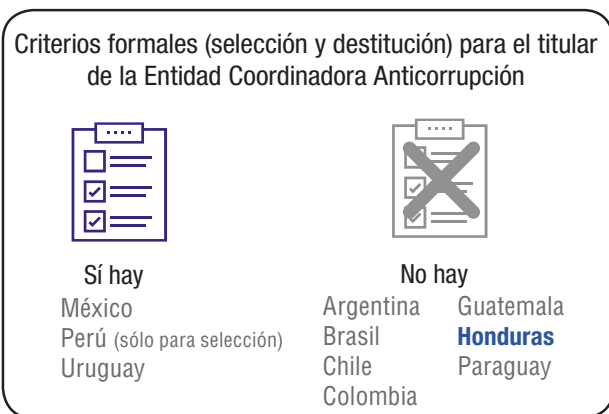 Criterios formales (selección y destitución) para el titular
de la Entidad Coordinadora Anticorrupción
Sí hay
México
Perú (sólo para selección)
Uruguay
No hay
Argentina
Brasil
Chile
Colombia
Guatemala
Honduras
Paraguay